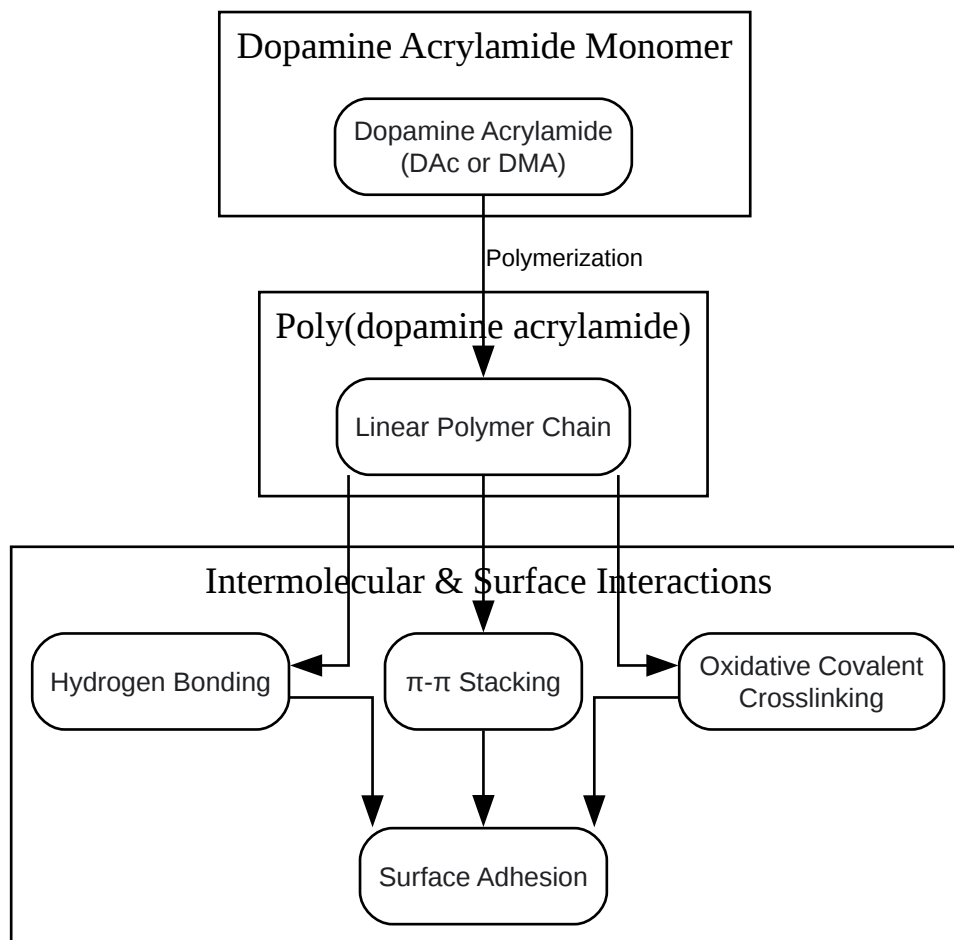 Dopamine Acrylamide Monomer
Dopamine Acrylamide
(DAc or DMA)
Polymerization
Poly(dopamine acrylamide)
Linear Polymer Chain
Intermolecular & Surface Interactions
Hydrogen Bonding
π-π Stacking
Oxidative Covalent
Crosslinking
Surface Adhesion